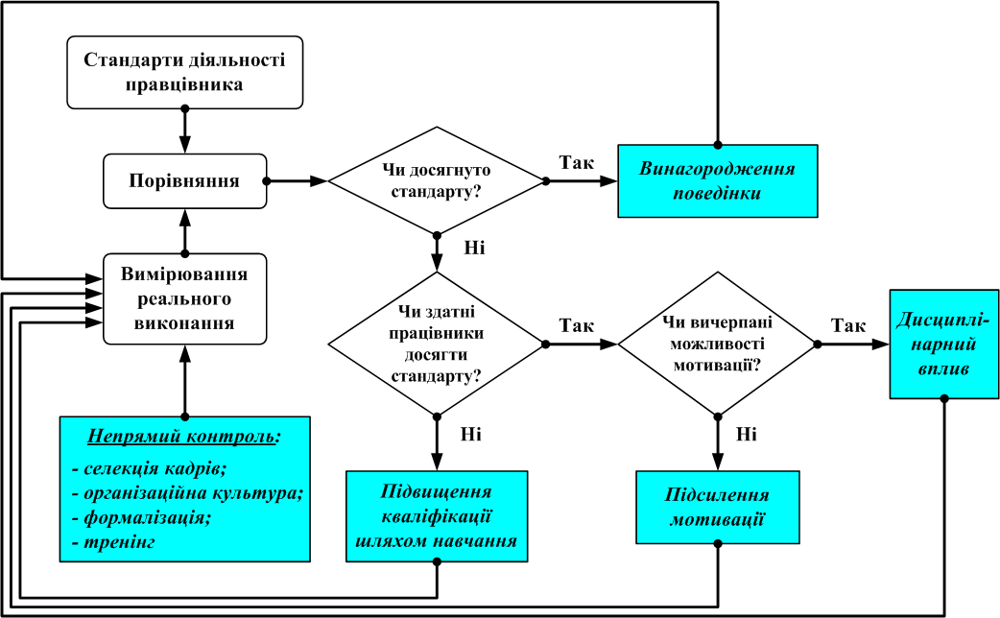 Стандарти діяльності
правцівника
Порівняння
Чи досягнуто
стандарту?
Так
Винагородження
поведінки
Ні
Вимірювання
реального
виконання
Чи здатні
працівники
досягти
стандарту?
Так
Чи вичерпані
можливості
мотивації?
Так
Дисциплі-
нарний
вплив
Непрямий контроль:
- селекція кадрів;
- організаційна культура;
- формалізація;
- тренінг
Ні
Підвищення
кваліфікації
шляхом навчання
Ні
Підсилення
мотивації